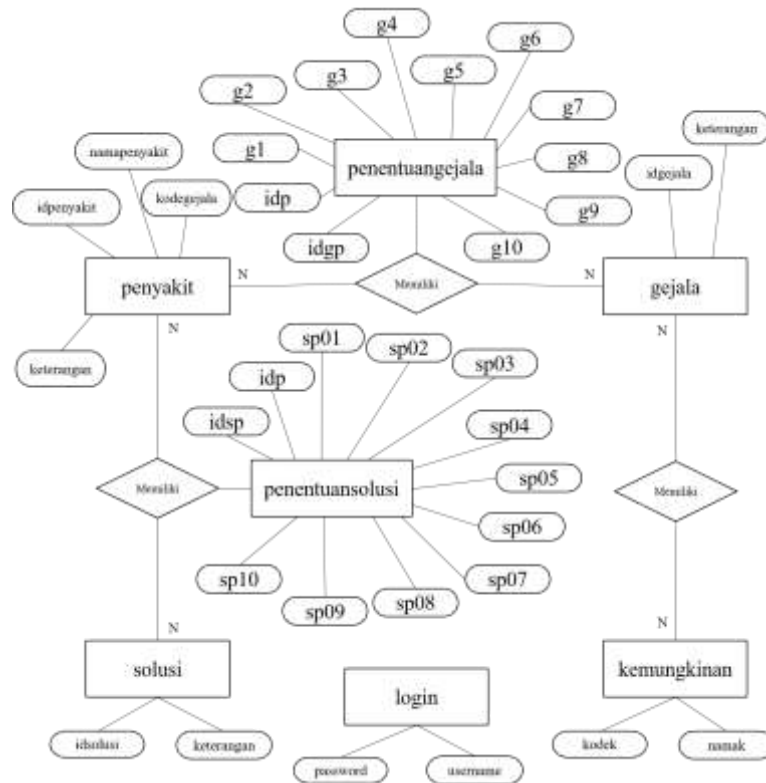 g4
g6
g3
g5
g2
g7
keterangan
namapenyakit
g1
penentuangejala
g8
idgejala
idpenyakit
kodegejala
idp
g9
idgp
g10
penyakit
N
Memiliki
N
gejala
N
N
sp01
sp02
keterangan
idp
sp03
idsp
sp04
Memiliki
penentuansolusi
sp05
Memiliki
sp06
sp10
sp07
sp09
sp08
N
N
solusi
login
kemungkinan
idsolusi
keterangan
kodek
namak
password
username